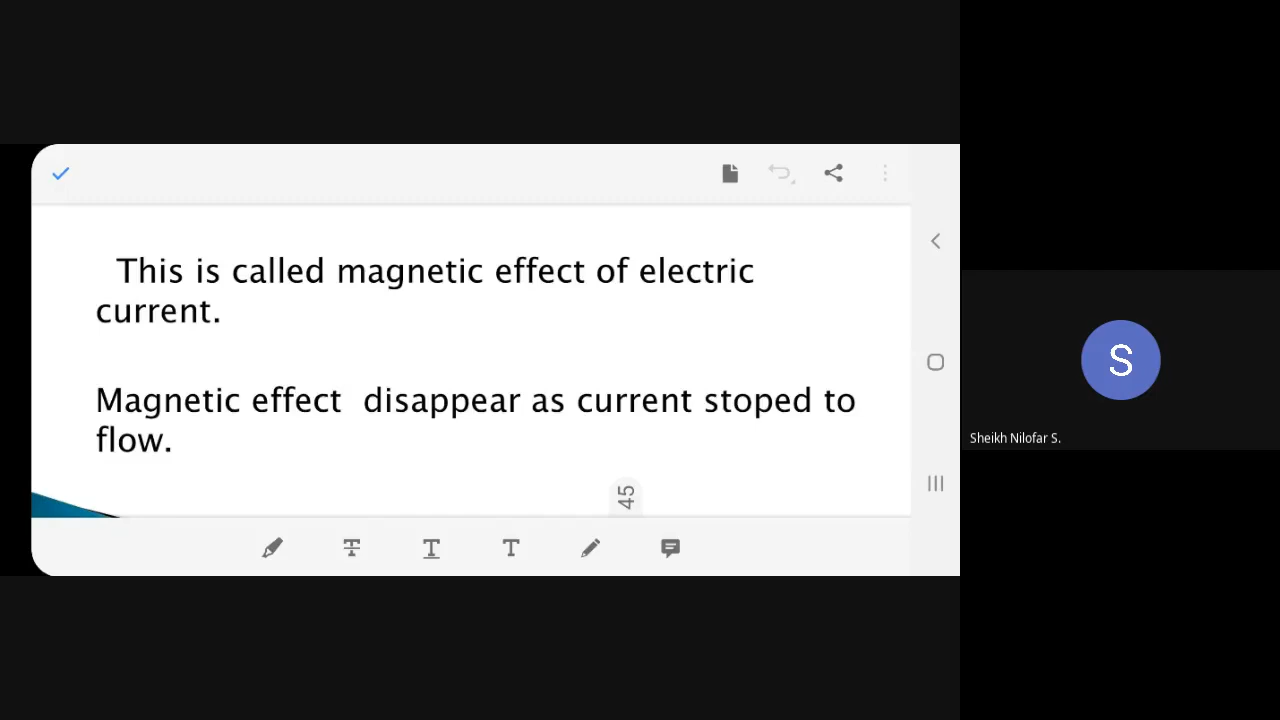 This is called magnetic effect of electric
current.
Magnetic effect disappear as current stoped to
flow.
45
S
Sheikh Nilofar S.